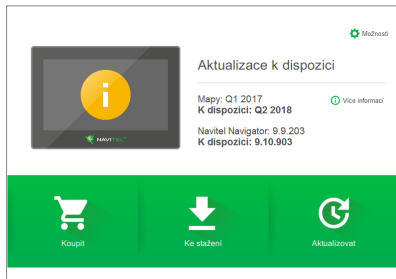 Možnosti
Aktualizace k dispozici
Mapy: Q1 2017
K dispozici: Q2 2018
Více informací
Navitel Navigator: 9.9.203
K dispozici: 9.10.903
NAVITEL
Koupit
Ke stažení
Aktualizovat